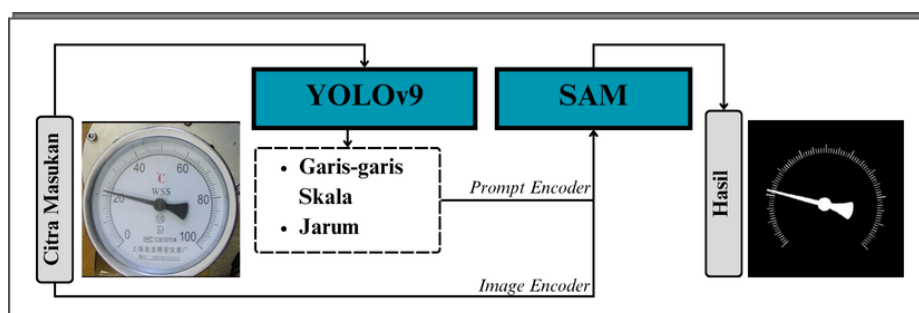 YOLOv9
SAM
Citra Masukan
• Garis-garis
Skala
• Jarum
Prompt Encoder
Image Encoder
Hasil
40
60
°C
WSS
20
80
0
100